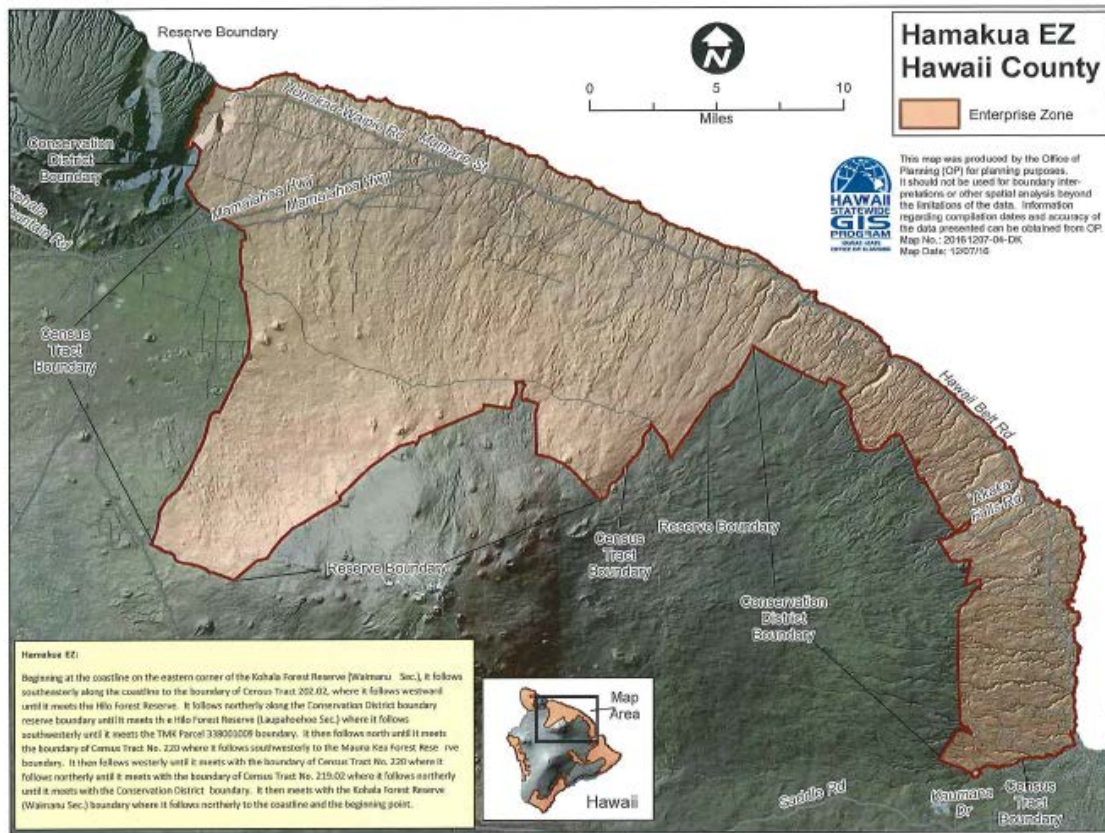 Hamakua EZ
Hawaii County
Enterprise Zone
N
0 5 10
Miles
This map was produced by the Office of
Planning (OP) for planning purposes.
It should not be used for boundary inter-
pretations or other spatial analysis beyond
the limitations of the data. Information
regarding compilation dates and accuracy of
the data presented can be obtained from OP.
Map No.: 20161207-04-DK
Map Date: 12/07/16
HAWAII
STATEWIDE
GIS
PROGRAM
Reserve Boundary
Conservation
District
Boundary
Mamane St
Mamalahoa Hwy
Mamalahoa Hwy
Census
Tract
Boundary
Hawaii Belt Rd
Akaka
Falls Rd
Reserve Boundary
Census
Tract
Boundary
Reserve Boundary
Conservation
District
Boundary
Saddle Rd
Kaumana
Dr
Census
Tract
Boundary
Map
Area
Hawaii
Hamakua EZ:
Beginning at the coastline on the eastern corner of the Kohala Forest Reserve (Waimanu Sec.), it follows
southeasterly along the coastline to the boundary of Census Tract 202.02, where it follows westward
until it meets the Hilo Forest Reserve. It follows northerly along the Conservation District boundary
reserve boundary until it meets the Hilo Forest Reserve (Laupahoehoe Sec.) where it follows
southwesterly until it meets the TMK Parcel 338001009 boundary. It then follows north until it meets
the boundary of Census Tract No. 220 where it follows southwesterly to the Mauna Kea Forest Rese rve
boundary. It then follows westerly until it meets with the boundary of Census Tract No. 220 where it
follows northerly until it meets with the boundary of Census Tract No. 219.02 where it follows northerly
until it meets with the Conservation District boundary. It then meets with the Kohala Forest Reserve
(Waimanu Sec.) boundary where it follows northerly to the coastline and the beginning point.